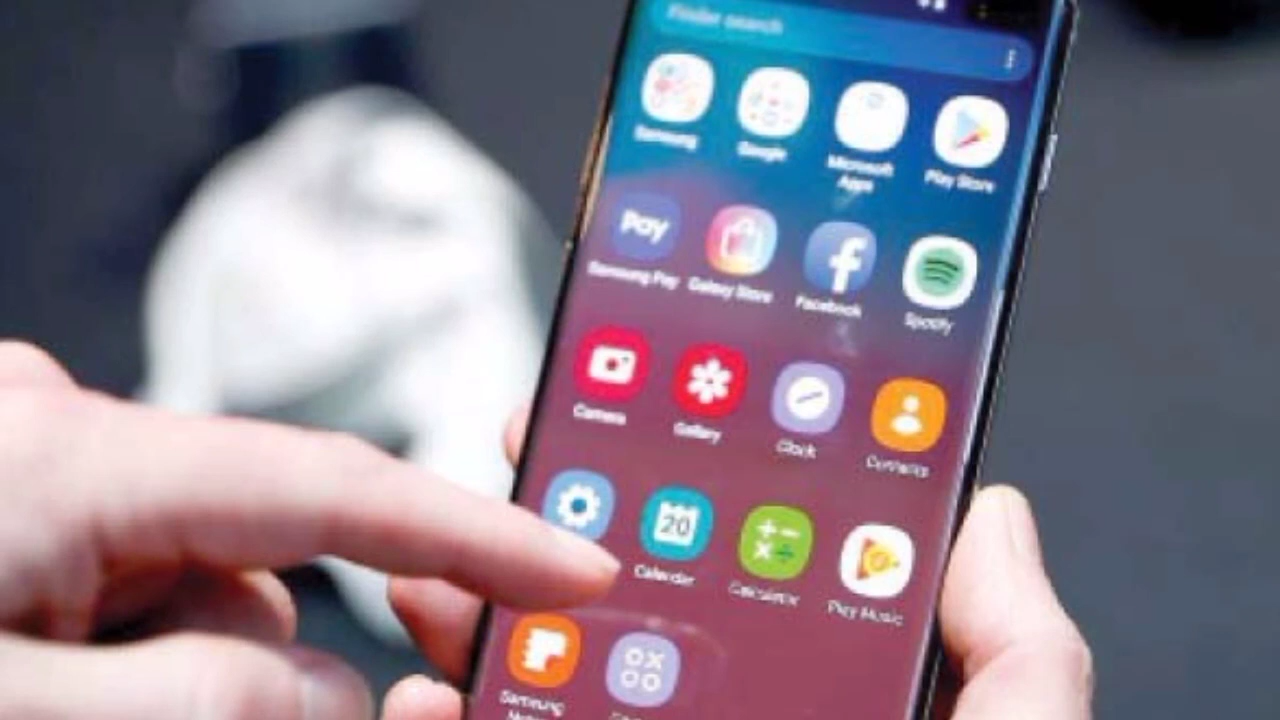 Finder search
Samsung
Google
Microsoft
Apps
Play Store
Pay
Samsung Pay
Galaxy Store
Facebook
Spotify
Camera
Gallery
Clock
Contacts
20
Calendar
Calculator
Play Music
Samsung